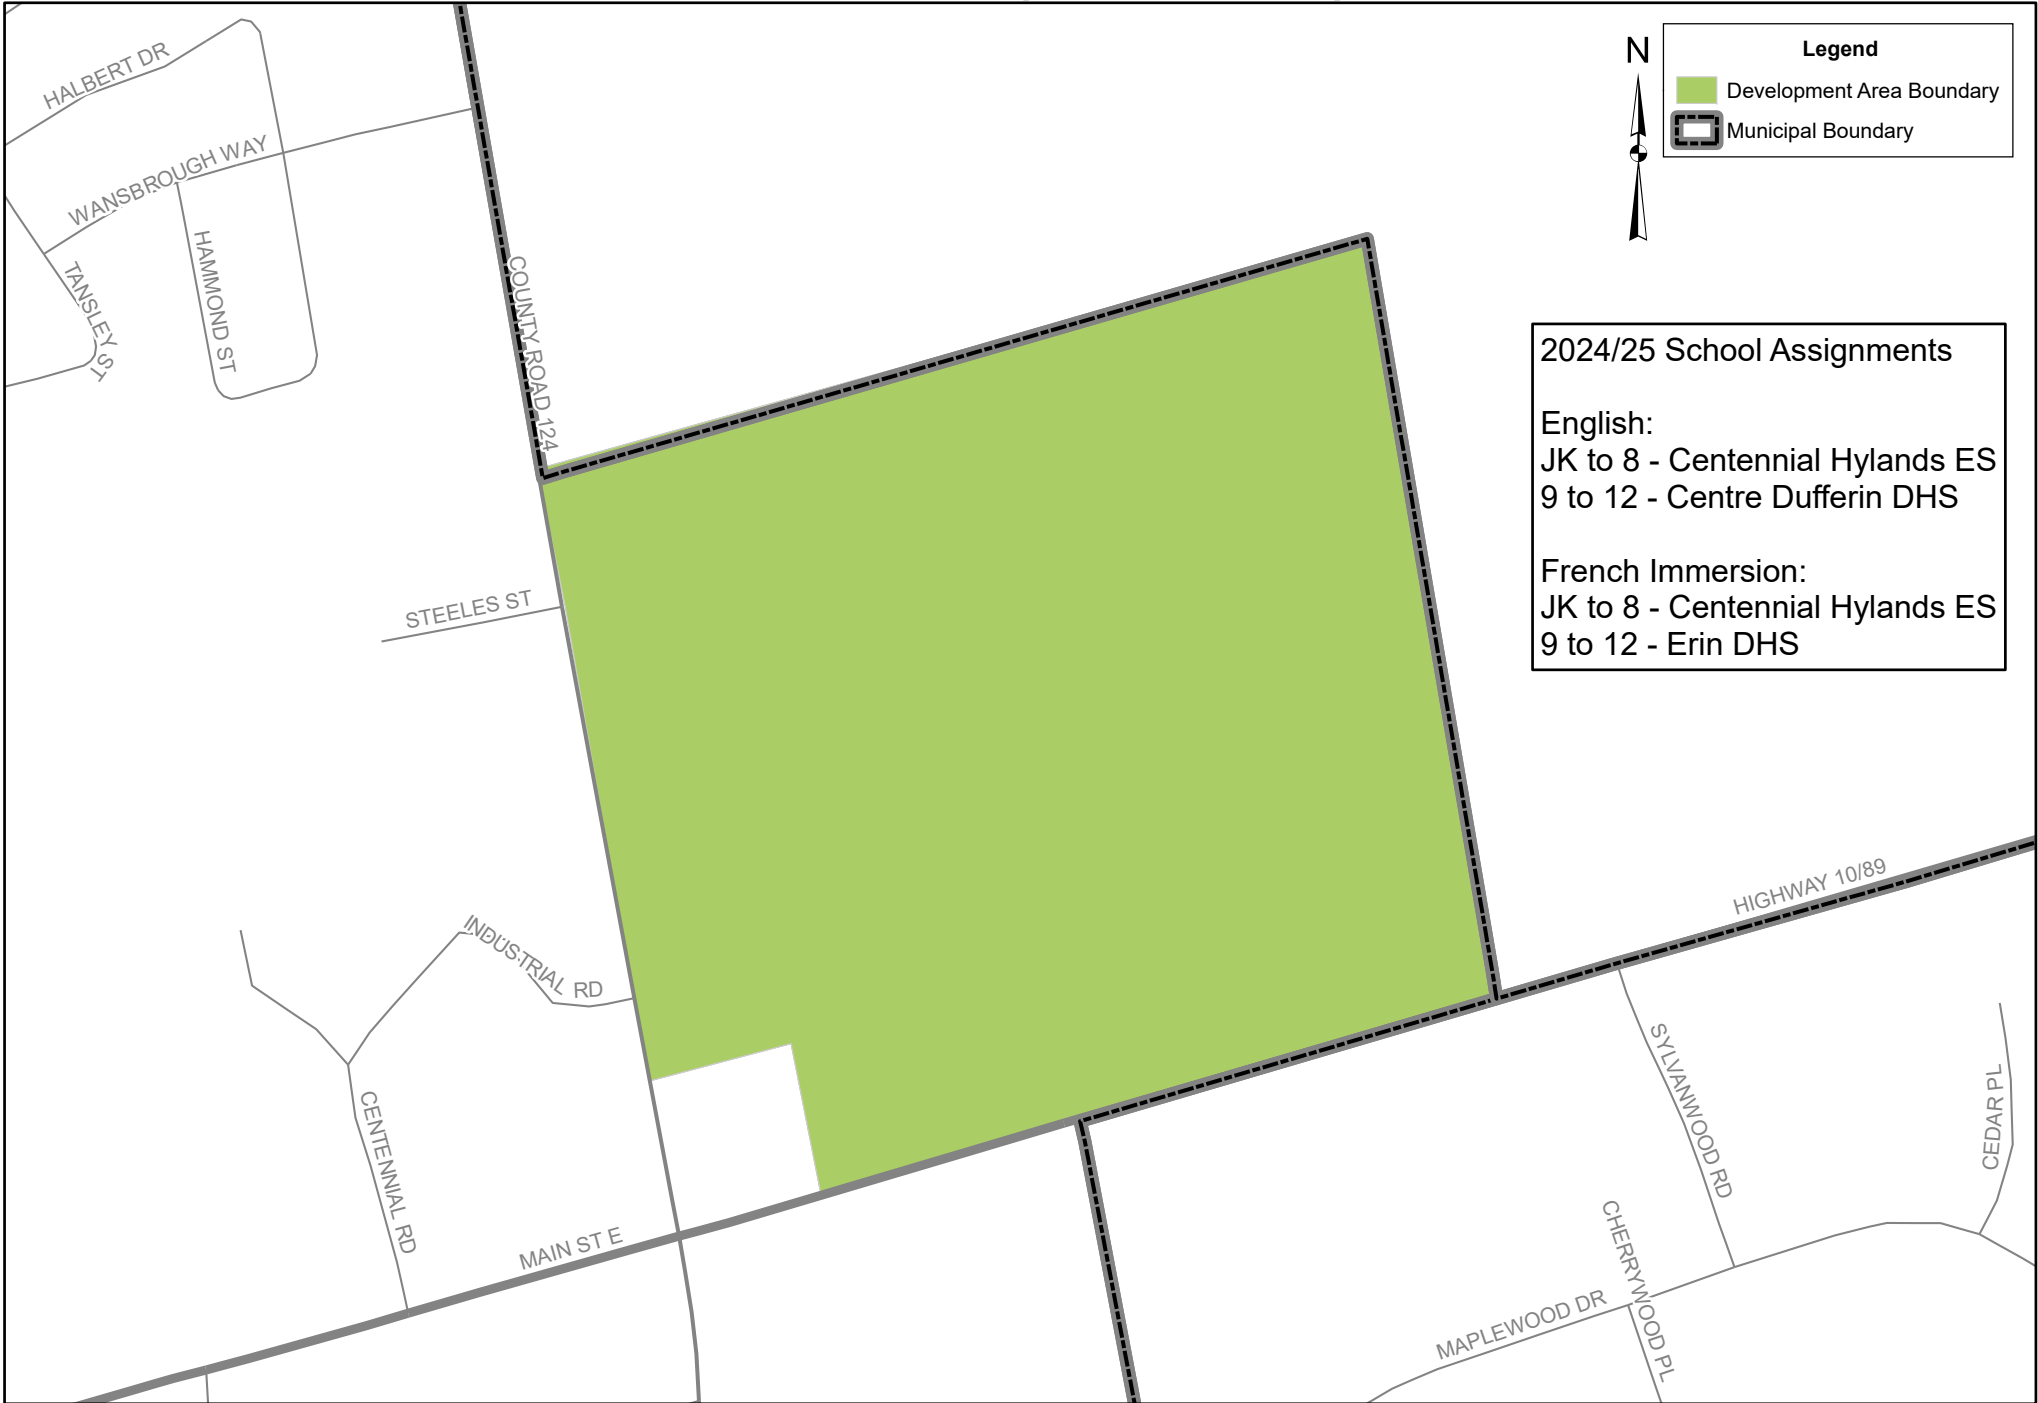 HALBERT DR
WANSBROUGH WAY
HAMMOND ST
TANSLEY ST
COUNTY ROAD 124
N
Legend
Development Area Boundary
Municipal Boundary
2024/25 School Assignments
English:
JK to 8 - Centennial Hylands ES
9 to 12 - Centre Dufferin DHS
French Immersion:
JK to 8 - Centennial Hylands ES
9 to 12 - Erin DHS
STEELES ST
INDUSTRIAL RD
HIGHWAY 10/89
CENTENNIAL RD
SYLVANWOOD RD
CEDAR PL
MAIN ST E
CHERRYWOOD PL
MAPLEWOOD DR